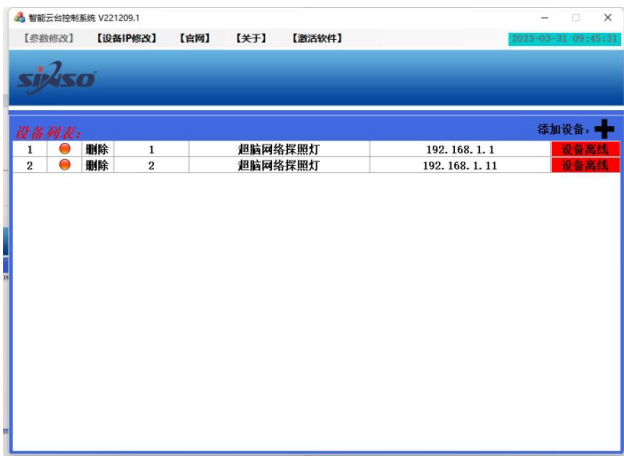 智能云台控制系统 V221209.1
【参数修改】 【设备IP修改】 【官网】 【关于】 【激活软件】 2023-03-31 09:45:31
sinso
设备列表: 添加设备:
1 删除 1 超脑网络探照灯 192.168.1.1 设备离线
2 删除 2 超脑网络探照灯 192.168.1.11 设备离线